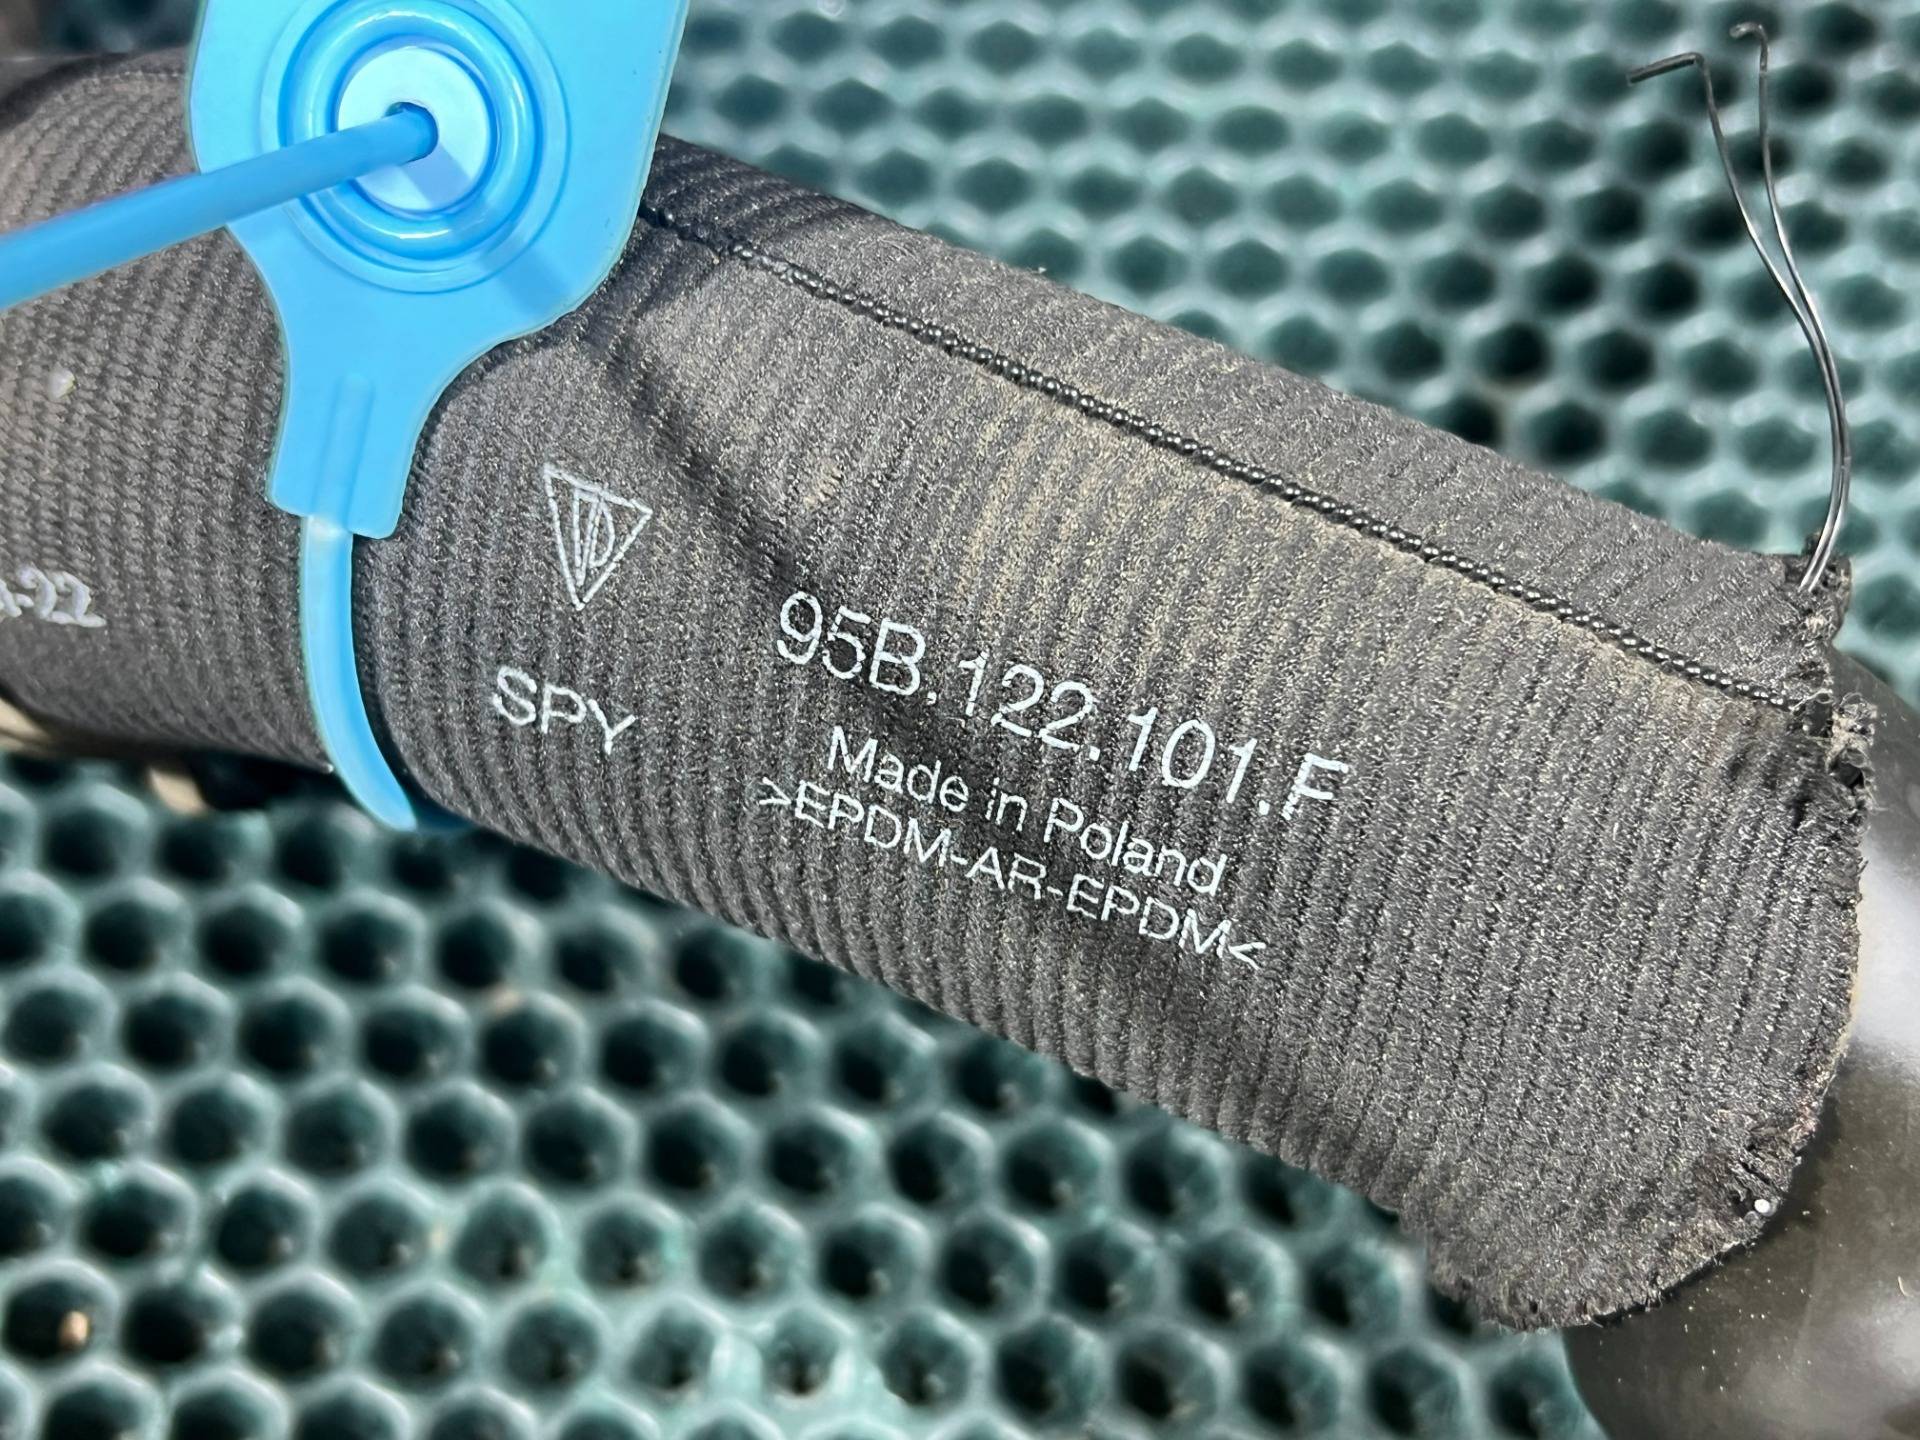 SPY
95B.122.101.F
Made in Poland
>EPDM-AR-EPDM<